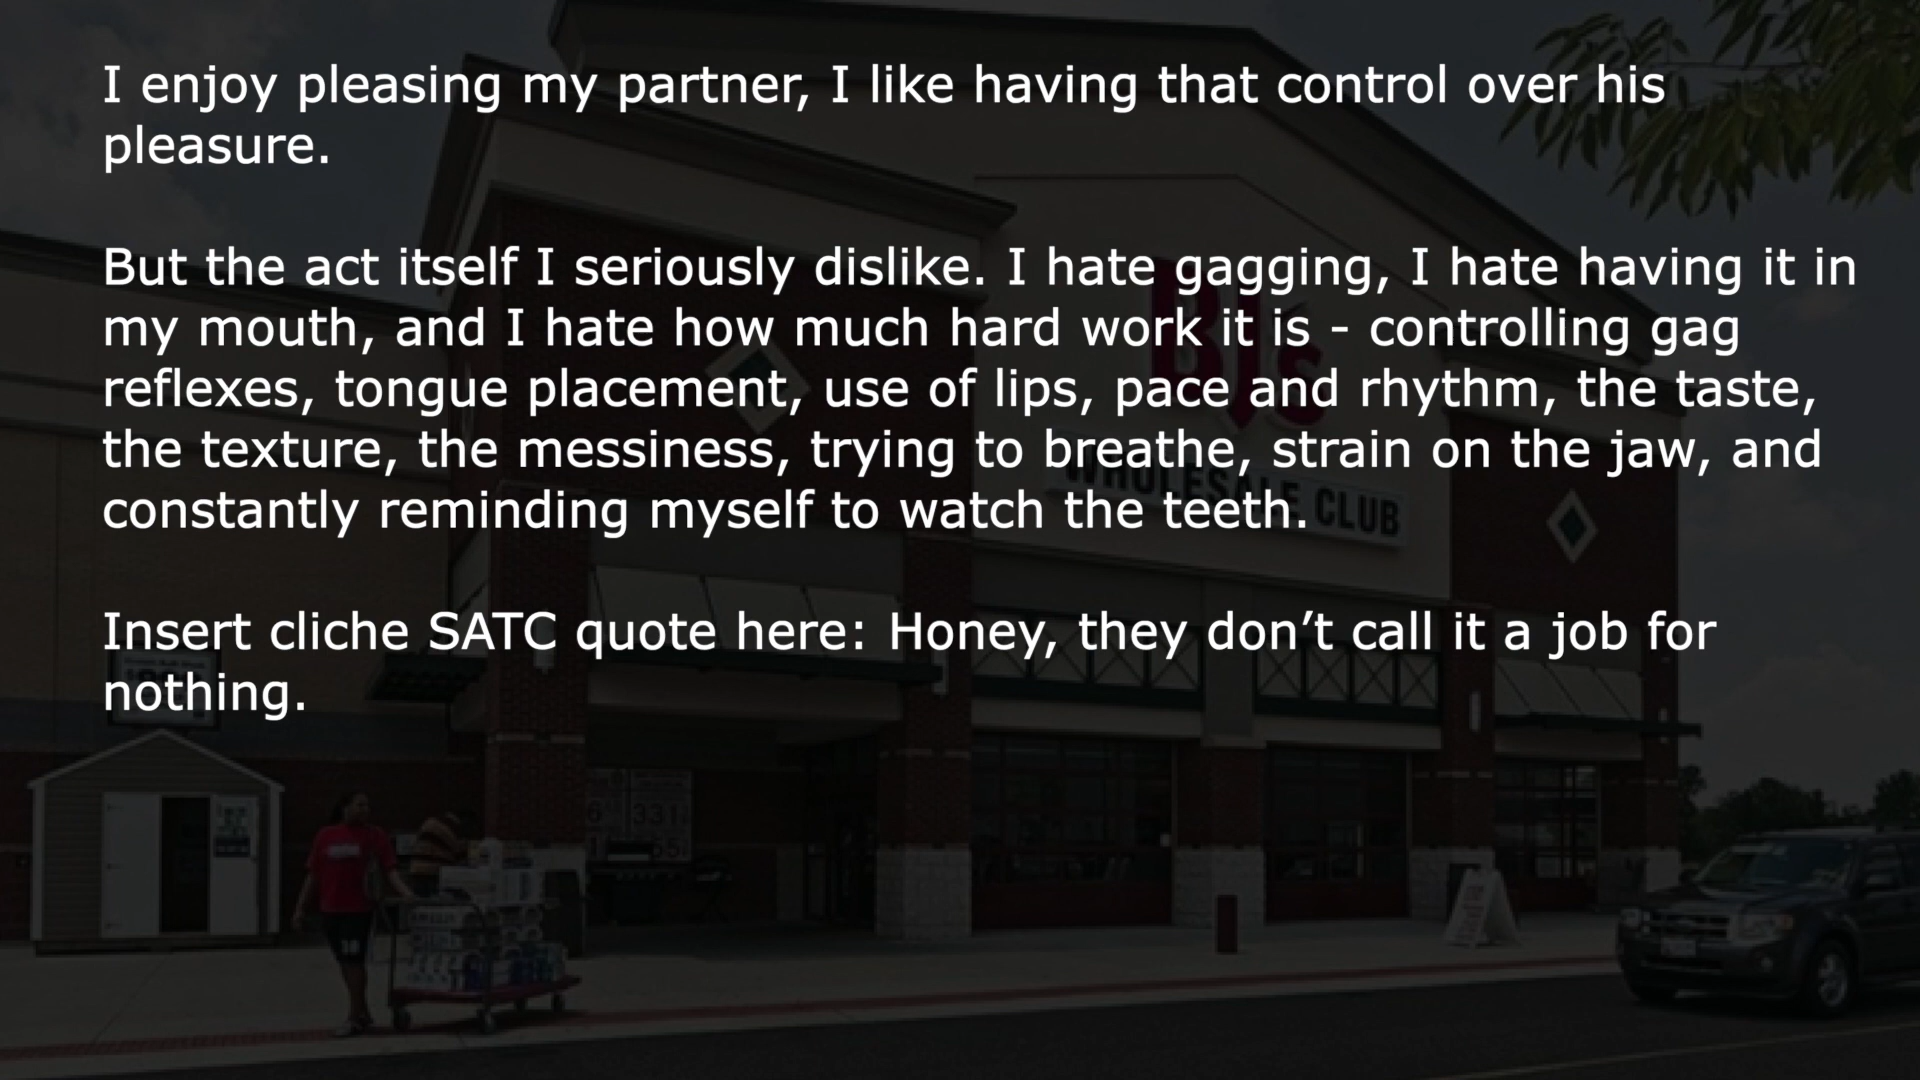 I enjoy pleasing my partner, I like having that control over his
pleasure.
But the act itself I seriously dislike. I hate gagging, I hate having it in
my mouth, and I hate how much hard work it is - controlling gag
reflexes, tongue placement, use of lips, pace and rhythm, the taste,
the texture, the messiness, trying to breathe, strain on the jaw, and
constantly reminding myself to watch the teeth.
Insert cliche SATC quote here: Honey, they don’t call it a job for
nothing.
BJ's
WHOLESALE CLUB